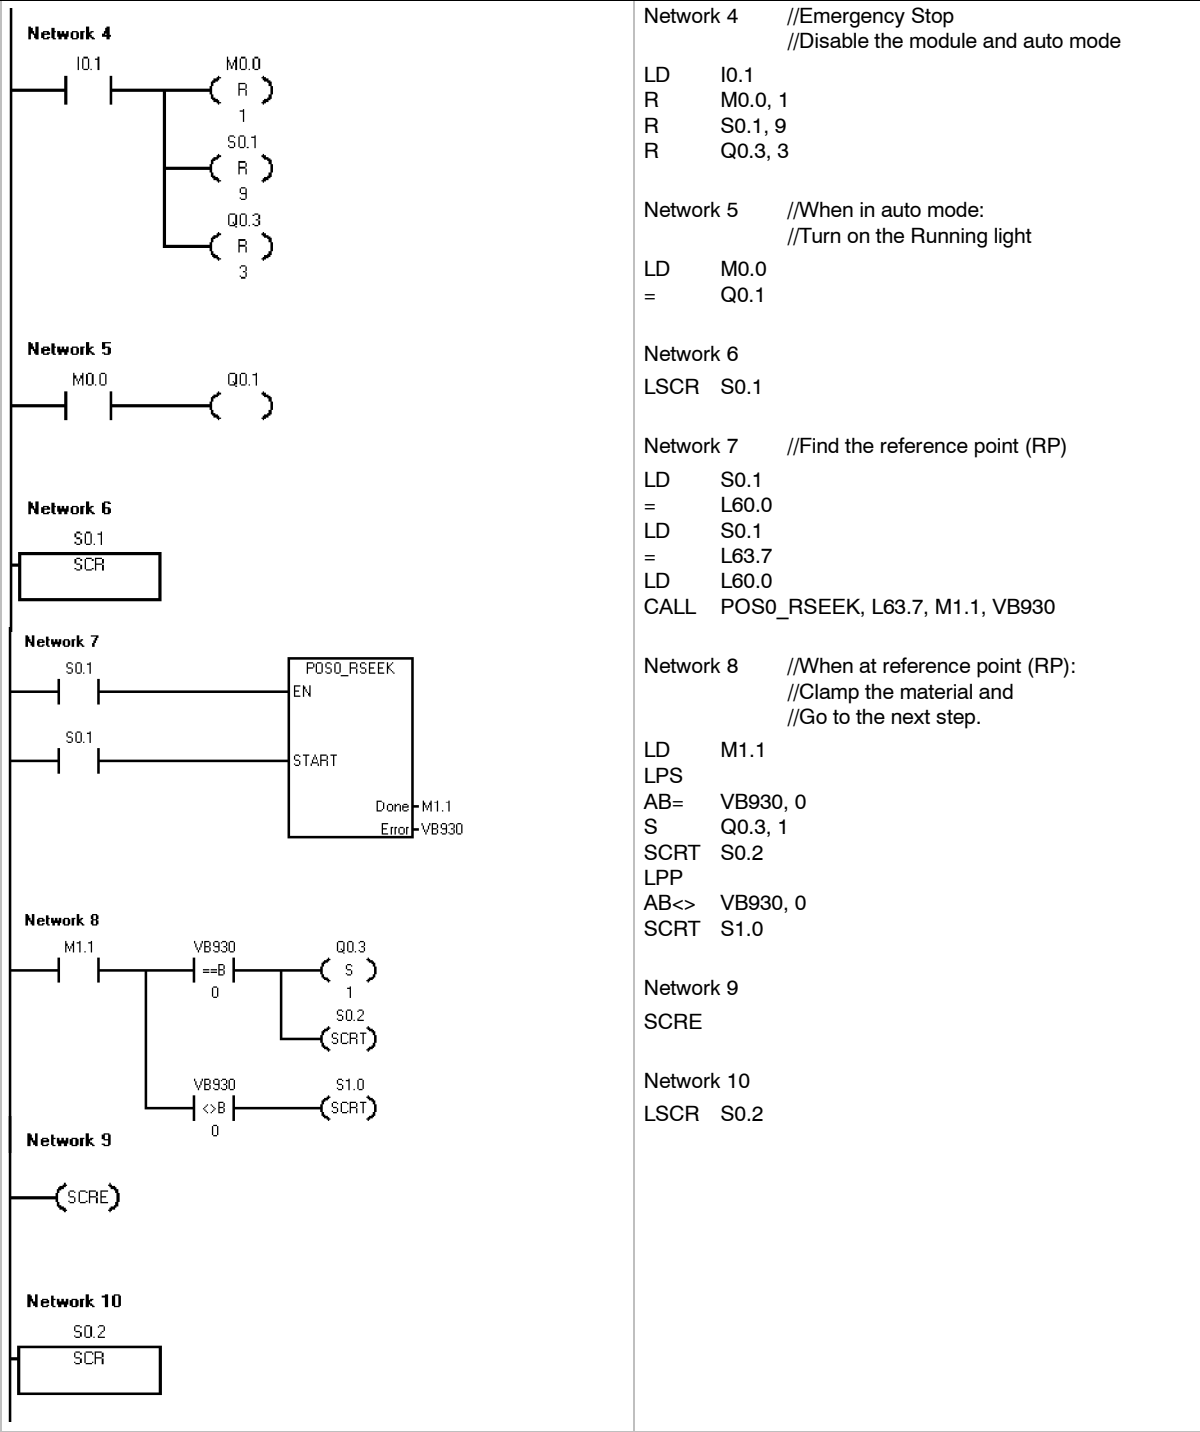 Network 4
I0.1
M0.0
R
1
S0.1
R
9
Q0.3
R
3
Network 5
M0.0
Q0.1
Network 6
S0.1
SCR
Network 7
S0.1
POS0_RSEEK
EN
S0.1
START
Done
M1.1
Error
VB930
Network 8
M1.1
VB930
==B
0
Q0.3
S
1
S0.2
SCRT
VB930
<>B
0
S1.0
SCRT
Network 9
SCRE
Network 10
S0.2
SCR
Network 4 //Emergency Stop
//Disable the module and auto mode
LD I0.1
R M0.0, 1
R S0.1, 9
R Q0.3, 3
Network 5 //When in auto mode:
//Turn on the Running light
LD M0.0
= Q0.1
Network 6
LSCR S0.1
Network 7 //Find the reference point (RP)
LD S0.1
= L60.0
LD S0.1
= L63.7
LD L60.0
CALL POS0_RSEEK, L63.7, M1.1, VB930
Network 8 //When at reference point (RP):
//Clamp the material and
//Go to the next step.
LD M1.1
LPS
AB= VB930, 0
S Q0.3, 1
SCRT S0.2
LPP
AB<> VB930, 0
SCRT S1.0
Network 9
SCRE
Network 10
LSCR S0.2